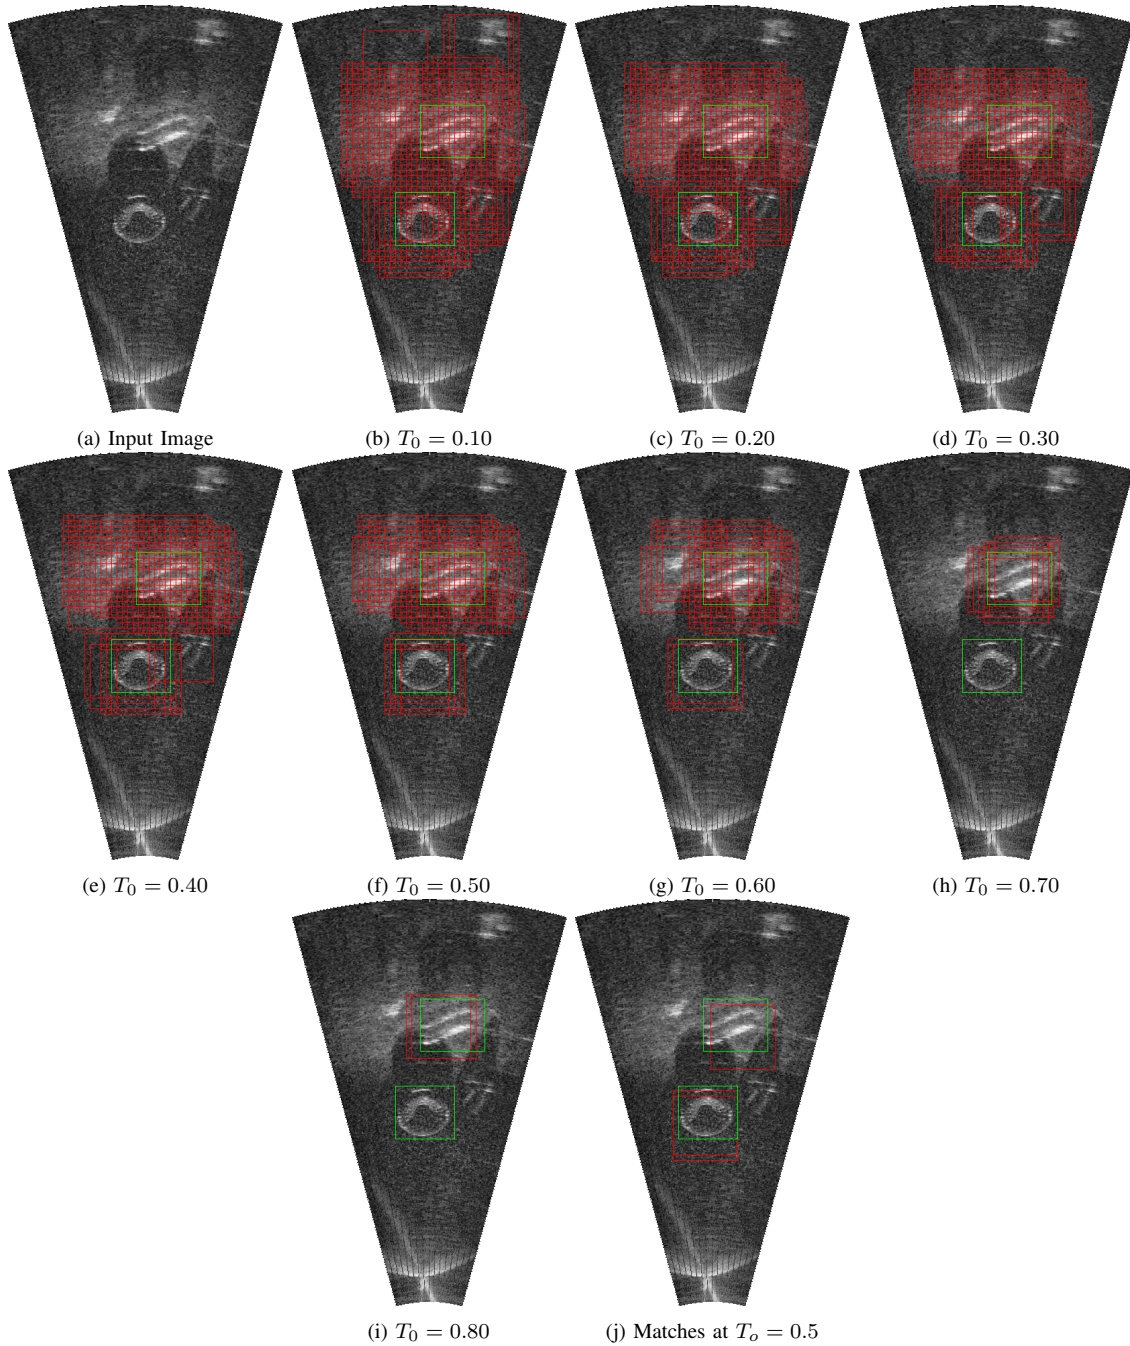 (a) Input Image
(b) T₀ = 0.10
(c) T₀ = 0.20
(d) T₀ = 0.30
(e) T₀ = 0.40
(f) T₀ = 0.50
(g) T₀ = 0.60
(h) T₀ = 0.70
(i) T₀ = 0.80
(j) Matches at Tₒ = 0.5